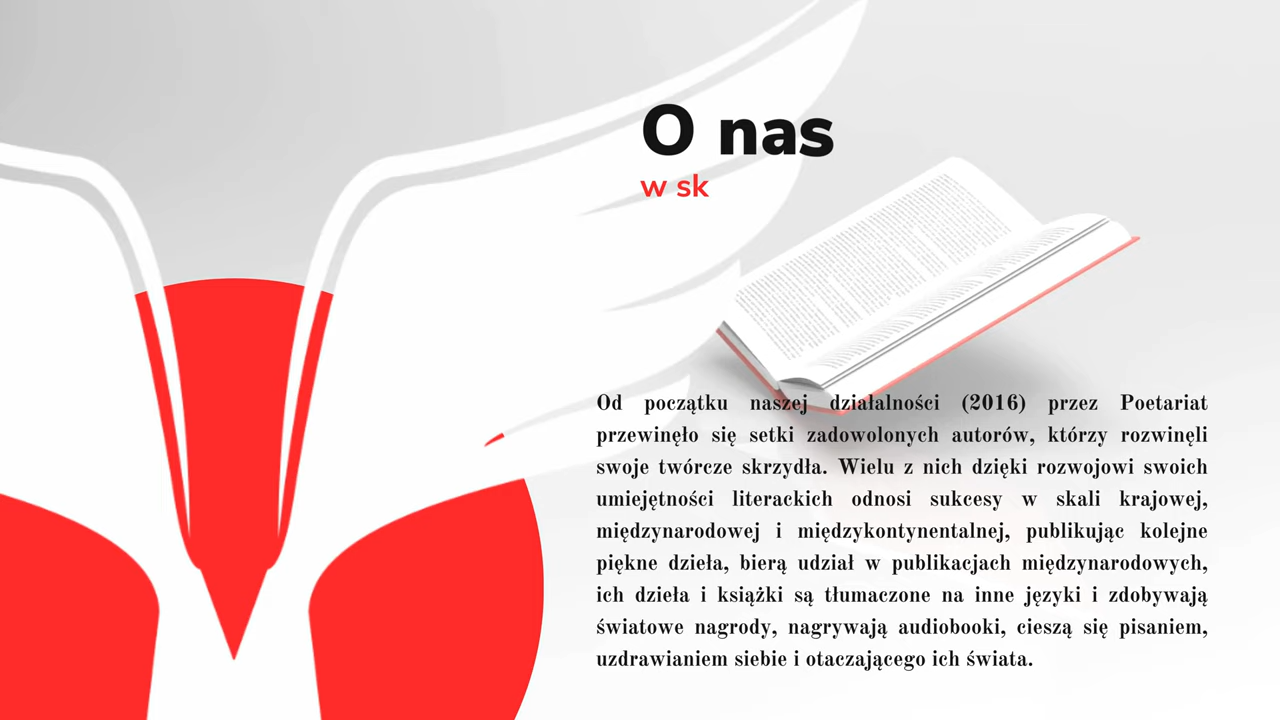 O nas
w sk
Od początku naszej działalności (2016) przez Poetariat
przewinęło się setki zadowolonych autorów, którzy rozwinęli
swoje twórcze skrzydła. Wielu z nich dzięki rozwojowi swoich
umiejętności literackich odnosi sukcesy w skali krajowej,
międzynarodowej i międzykontynentalnej, publikując kolejne
piękne dzieła, bierą udział w publikacjach międzynarodowych,
ich dzieła i książki są tłumaczone na inne języki i zdobywają
światowe nagrody, nagrywają audiobooki, cieszą się pisaniem,
uzdrawianiem siebie i otaczającego ich świata.